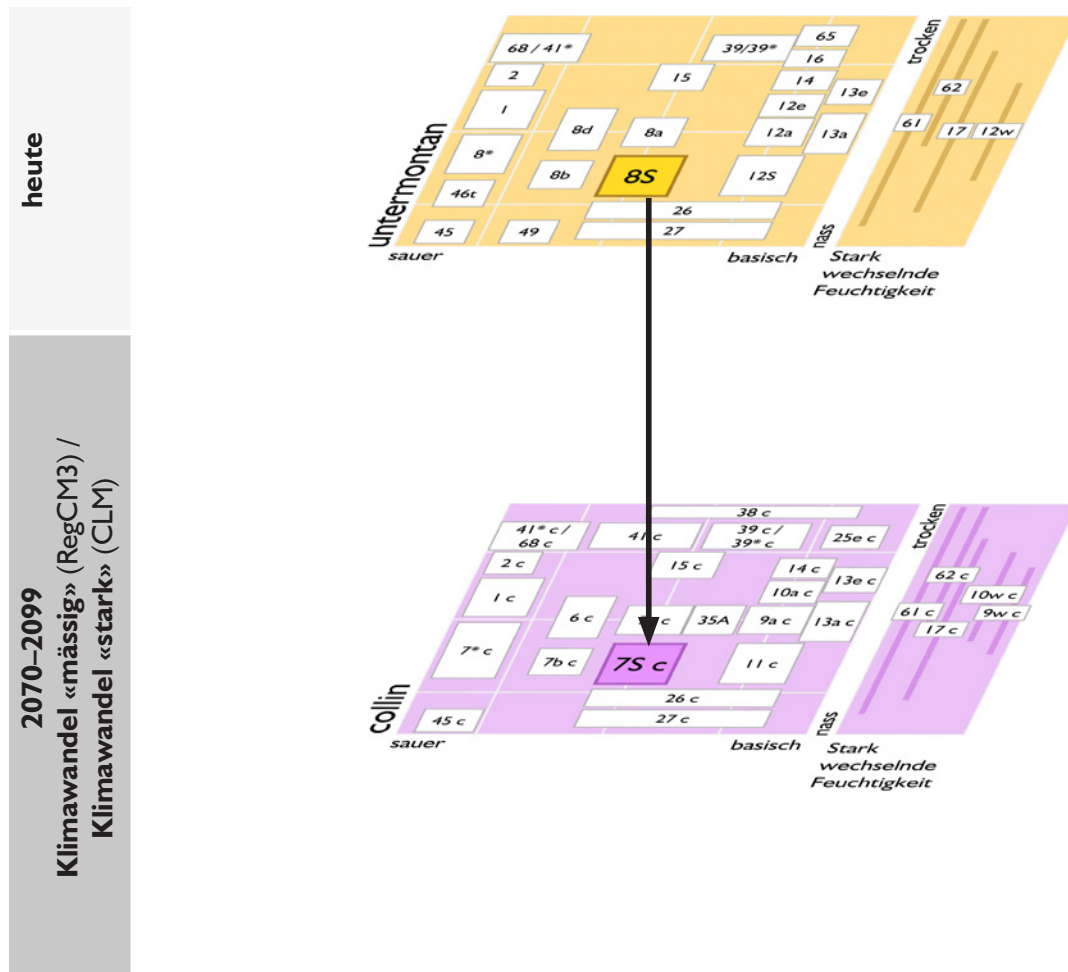 heute
untermontan
68 / 41*
39/39*
65
16
2
15
14
13e
1
12e
8d
8a
12a
13a
8*
8b
8S
12S
46t
26
45
49
27
sauer
basisch
nass
trocken
62
61
17
12w
Stark
wechselnde
Feuchtigkeit
2070–2099
Klimawandel «mässig» (RegCM3) /
Klimawandel «stark» (CLM)
collin
38 c
41* c /
68 c
41 c
39 c /
39* c
25e c
2 c
15 c
14 c
13e c
1 c
10a c
6 c
c
35A
9a c
13a c
7* c
7b c
7S c
11 c
26 c
45 c
27 c
sauer
basisch
nass
trocken
62 c
10w c
61 c
9w c
17 c
Stark
wechselnde
Feuchtigkeit